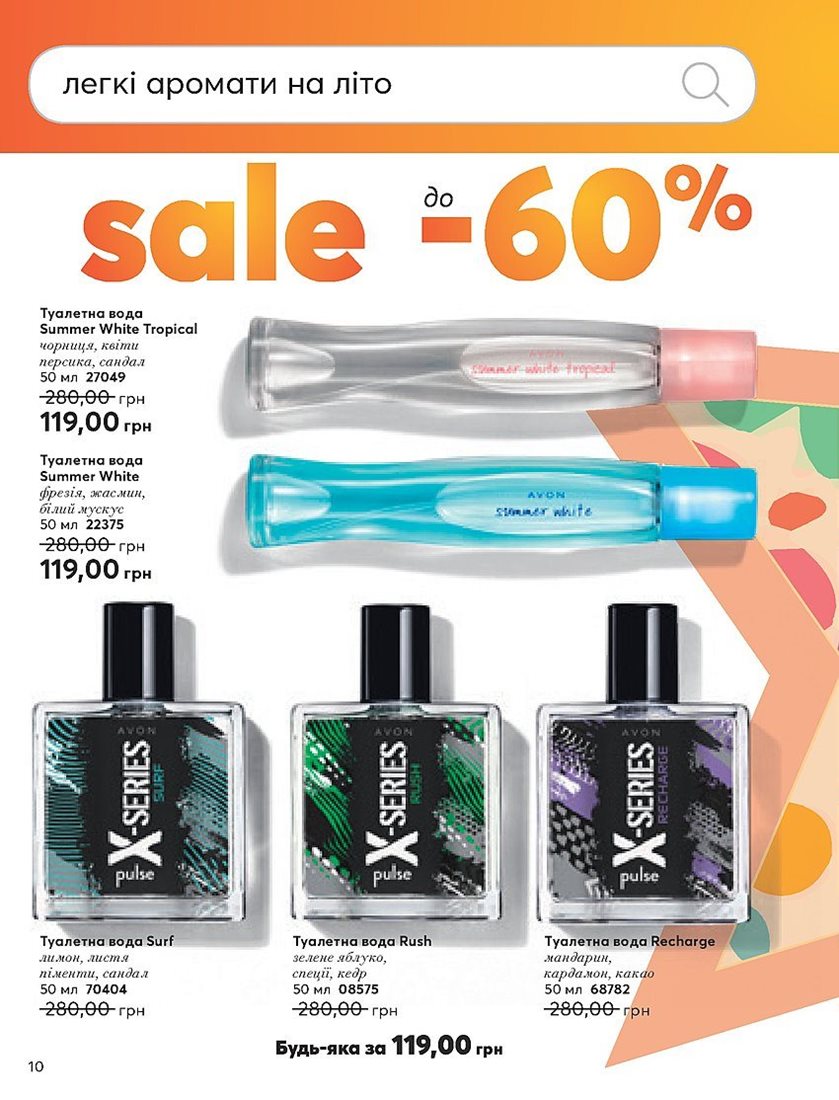 легкі аромати на літо
sale до -60%
Туалетна вода
Summer White Tropical
чорниця, квіти
персика, сандал
50 мл 27049
280,00 грн
119,00 грн
AVON
summer white tropical
Туалетна вода
Summer White
фрезія, жасмин,
білий мускус
50 мл 22375
280,00 грн
119,00 грн
AVON
summer white
AVON
X-SERIES
SURF
pulse
AVON
X-SERIES
RUSH
pulse
AVON
X-SERIES
RECHARGE
pulse
Туалетна вода Surf
лимон, листя
піменти, сандал
50 мл 70404
280,00 грн
Туалетна вода Rush
зелене яблуко,
спеції, кедр
50 мл 08575
280,00 грн
Туалетна вода Recharge
мандарин,
кардамон, какао
50 мл 68782
280,00 грн
Будь-яка за 119,00 грн
10